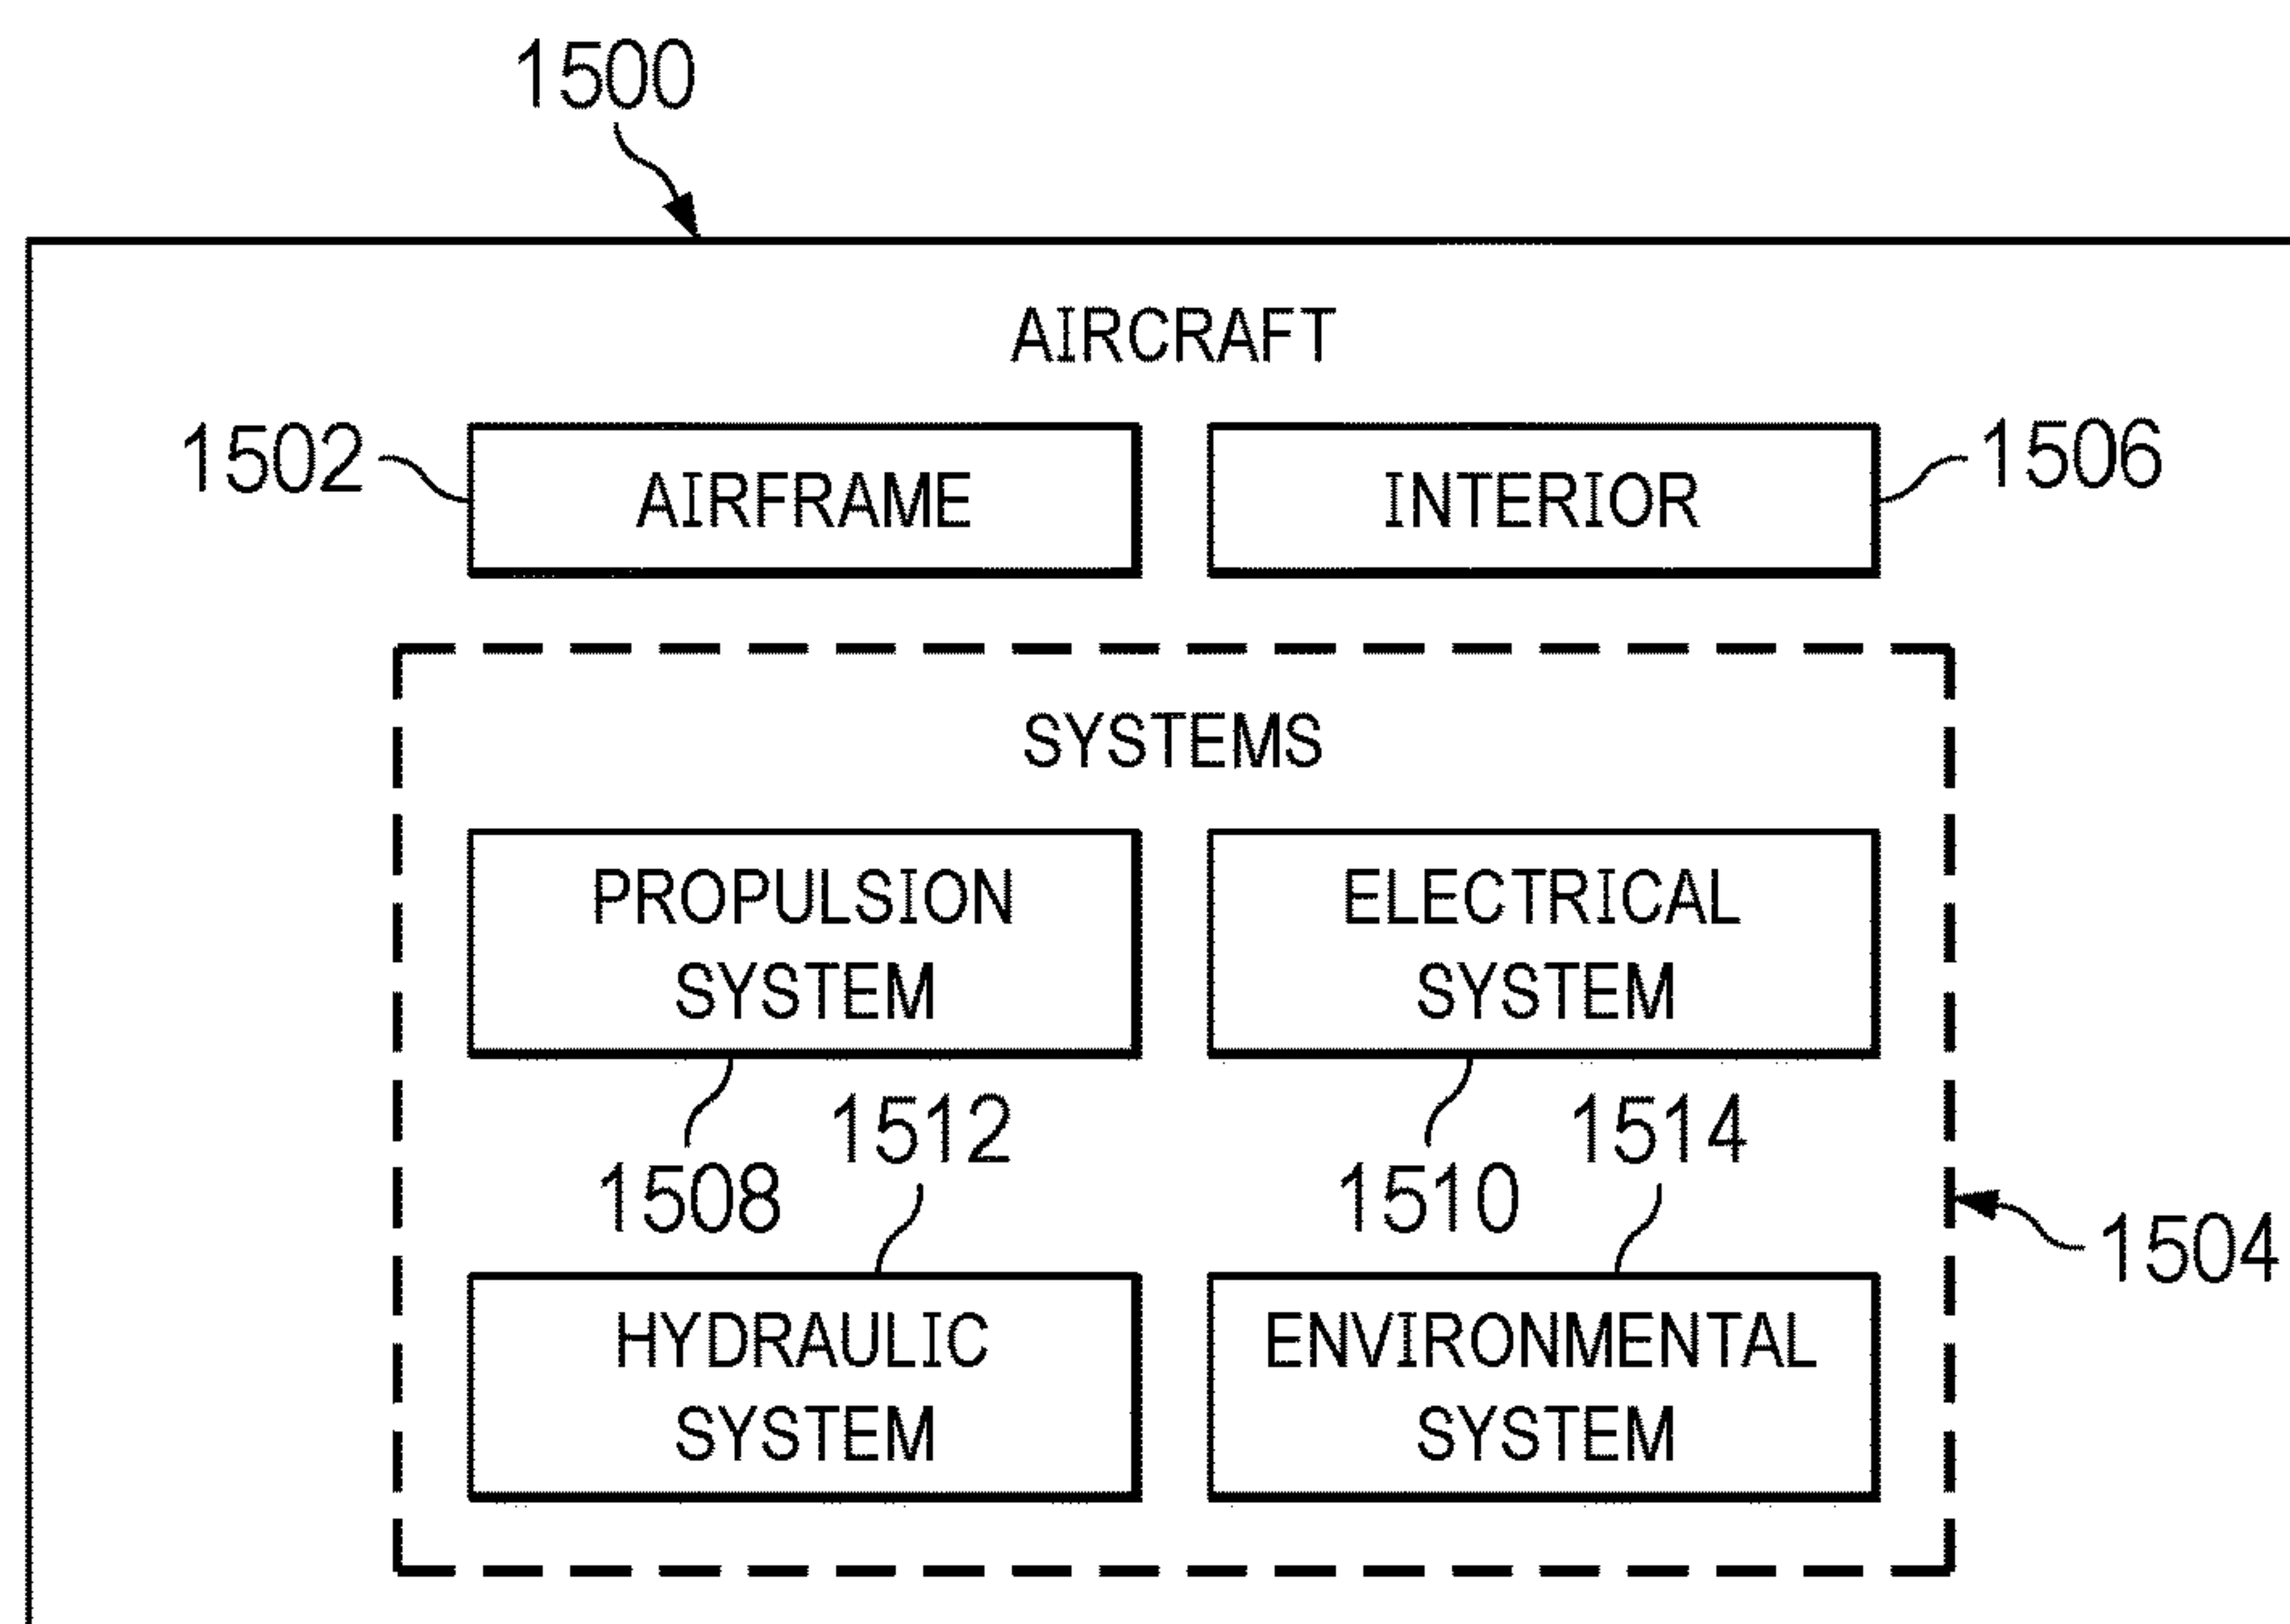 1500
AIRCRAFT
1502
AIRFRAME
INTERIOR
1506
SYSTEMS
PROPULSION
SYSTEM
ELECTRICAL
SYSTEM
1508
1512
1510
1514
1504
HYDRAULIC
SYSTEM
ENVIRONMENTAL
SYSTEM